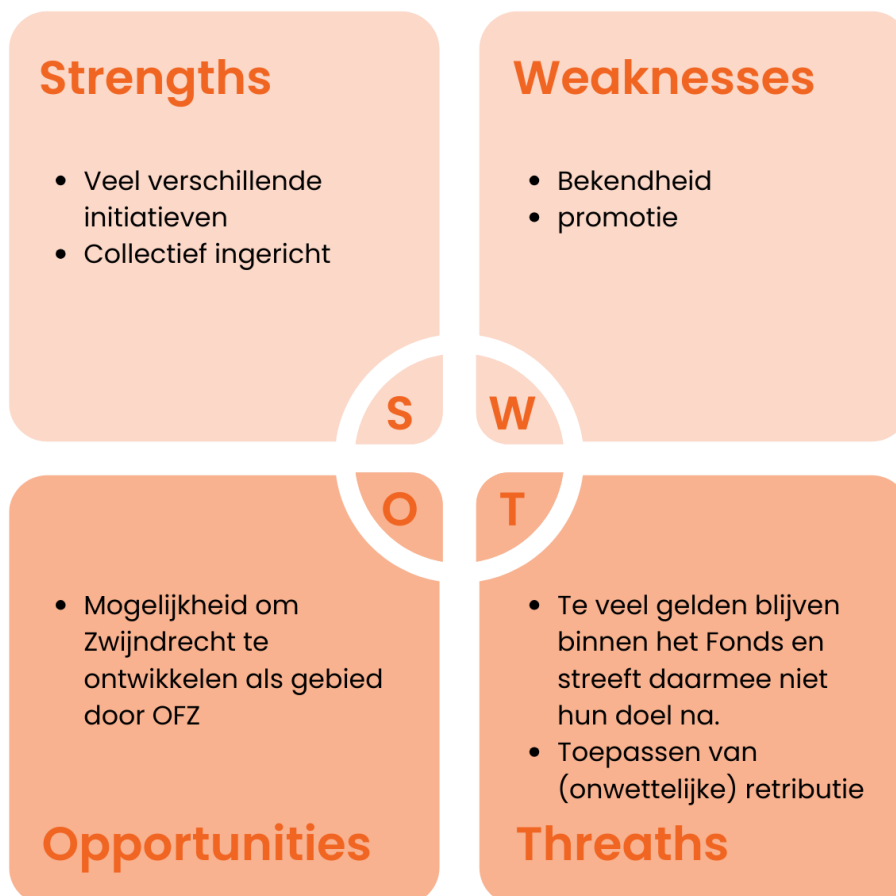 Strengths
• Veel verschillende
initiatieven
• Collectief ingericht
Weaknesses
• Bekendheid
• promotie
S
W
O
T
• Mogelijkheid om
Zwijndrecht te
ontwikkelen als gebied
door OFZ
Opportunities
• Te veel gelden blijven
binnen het Fonds en
streeft daarmee niet
hun doel na.
• Toepassen van
(onwettelijke) retributie
Threaths